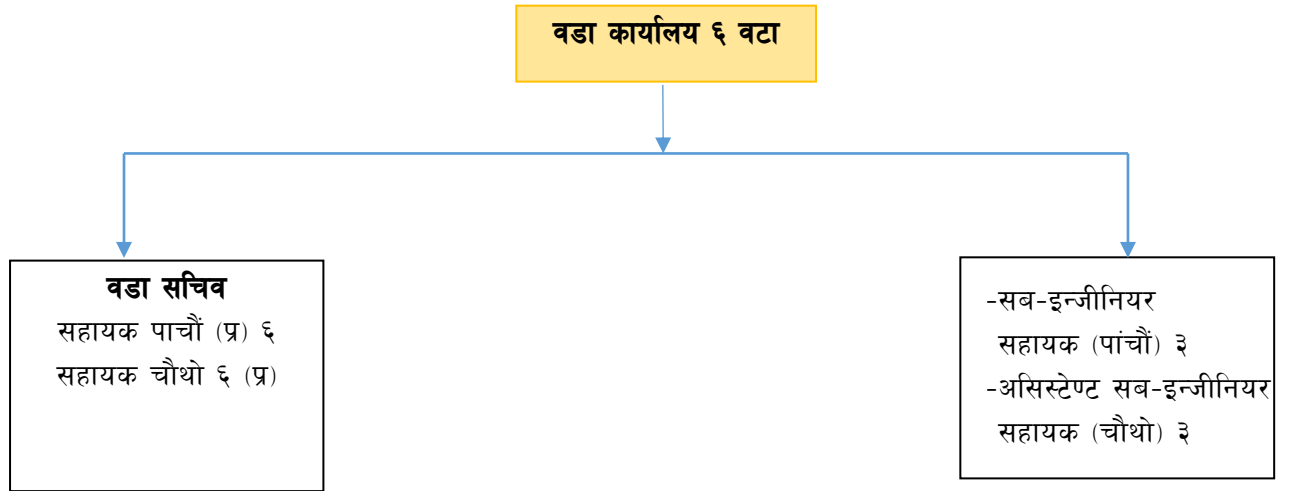 वडा कार्यालय ६ वटा
वडा सचिव
सहायक पाचौं (प्र) ६
सहायक चौथो ६ (प्र)
-सब-इन्जीनियर
सहायक (पांचौं) ३
-असिस्टेण्ट सब-इन्जीनियर
सहायक (चौथो) ३